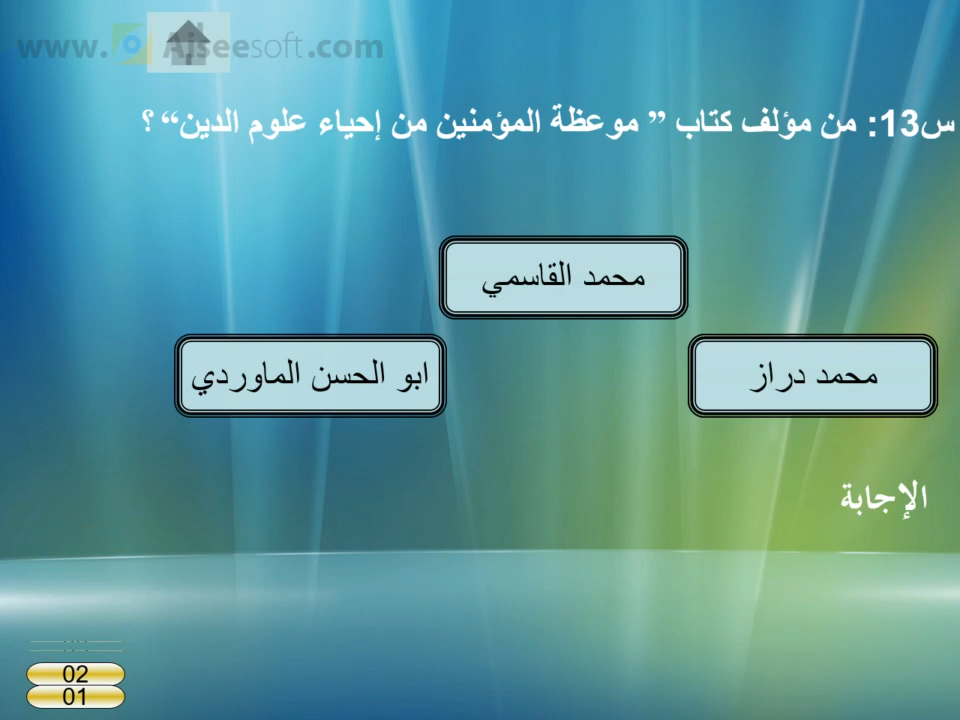 www.Aiseesoft.com
س13: من مؤلف كتاب ” موعظة المؤمنين من إحياء علوم الدين“ ؟
محمد القاسمي
محمد دراز
ابو الحسن الماوردي
الإجابة
02
01